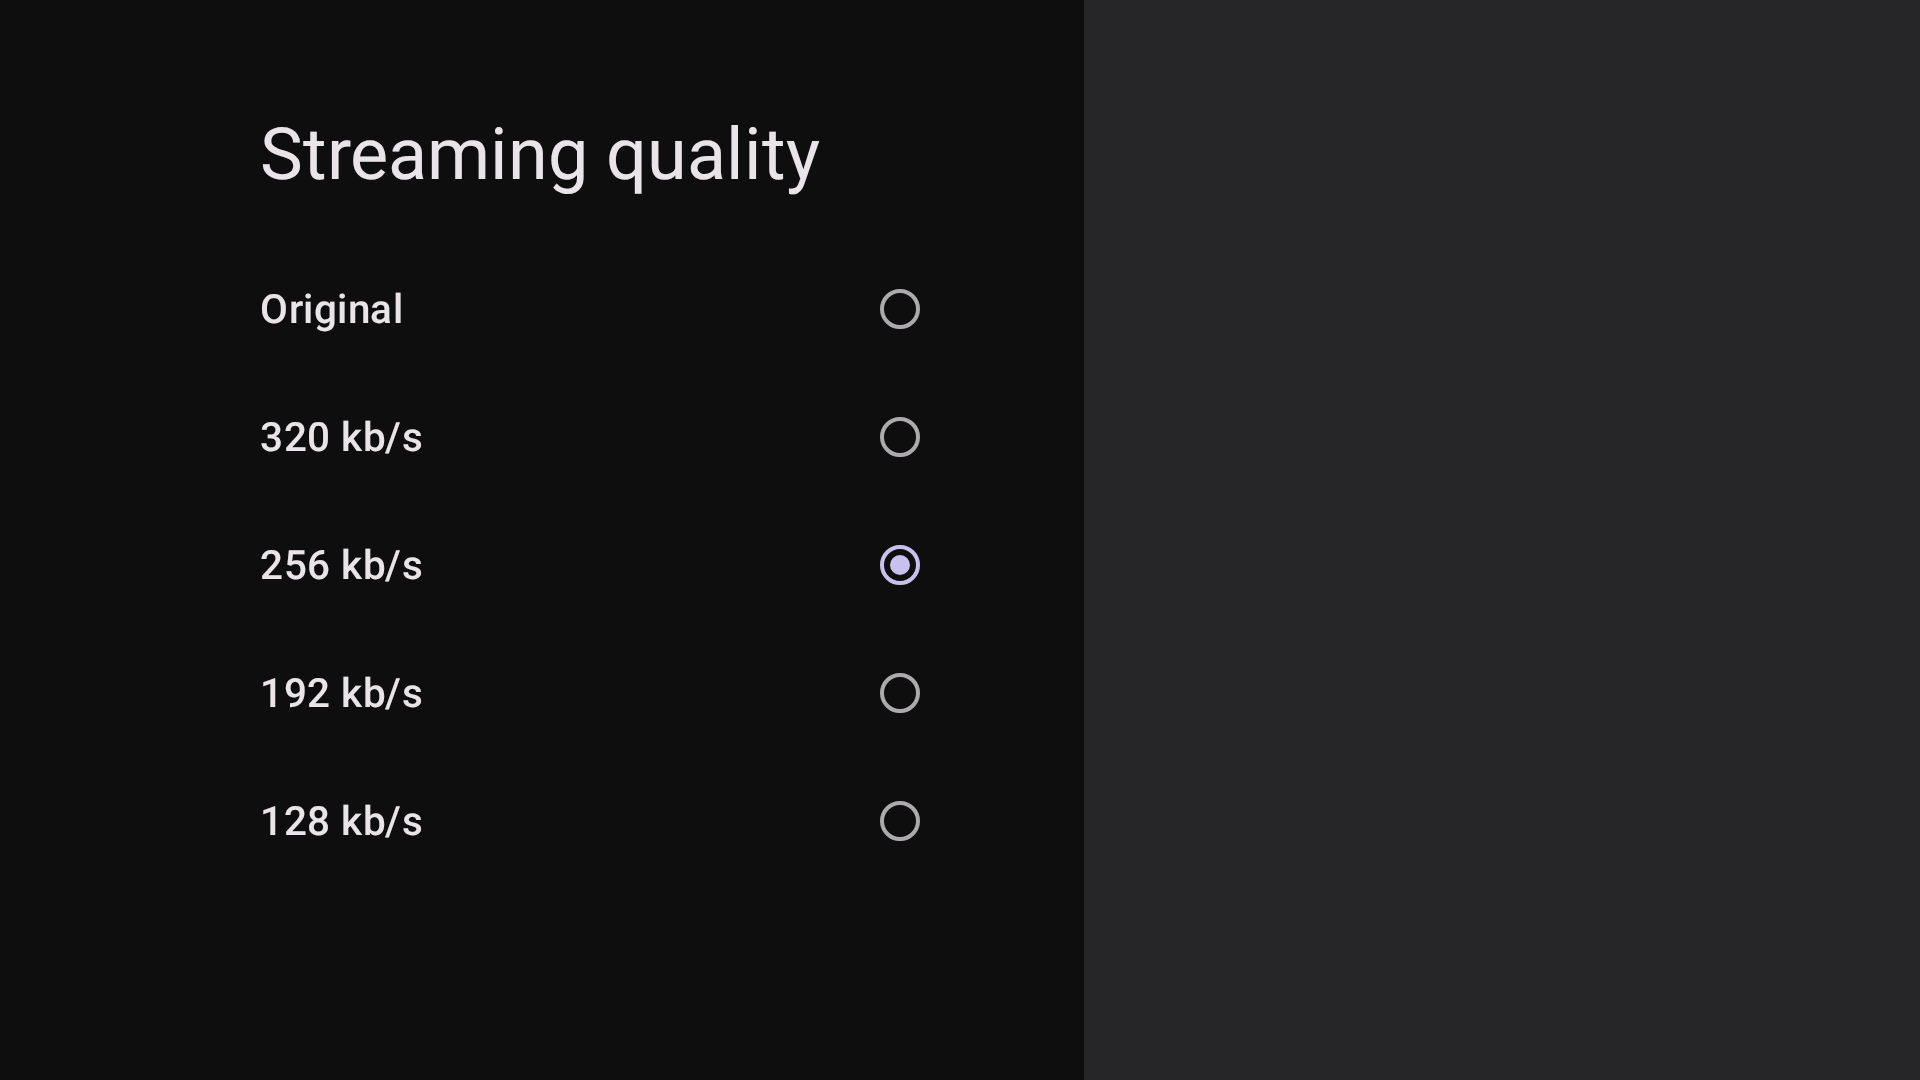 Streaming quality
Original
320 kb/s
256 kb/s
192 kb/s
128 kb/s